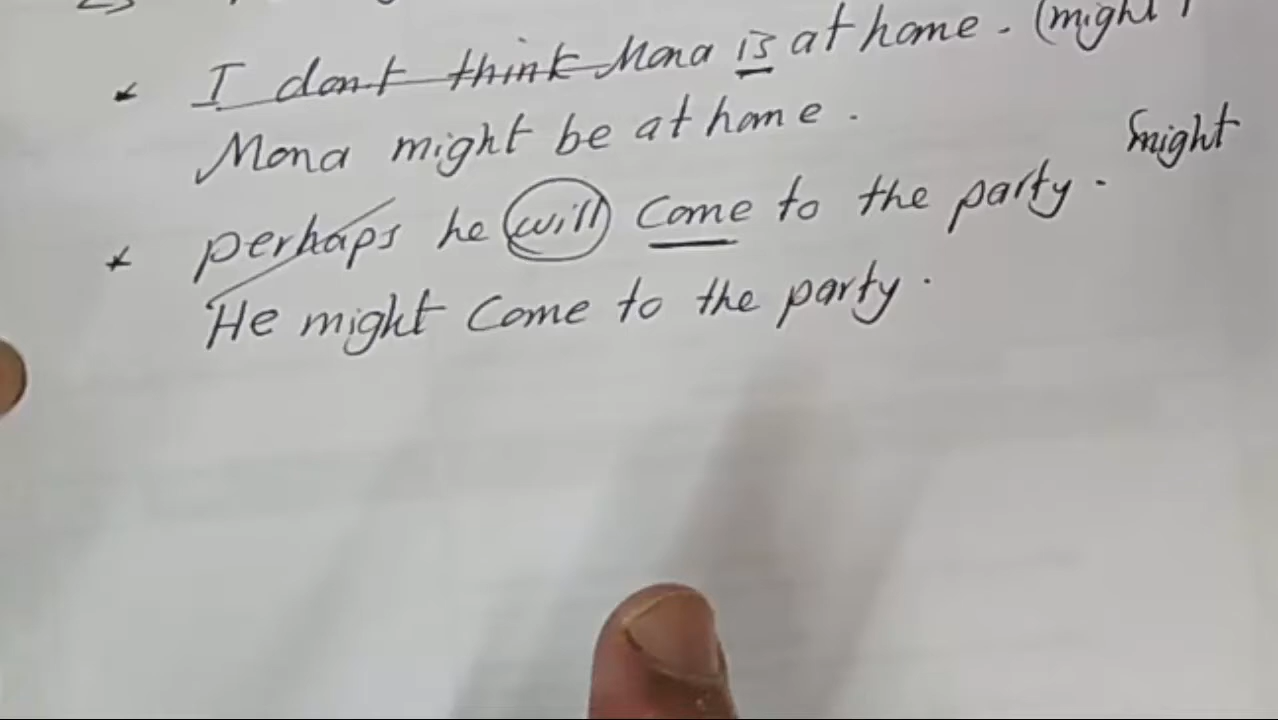 * I dont think Mona is at home. (might)
Mona might be at home.
* perhaps he will come to the party. might
He might come to the party.